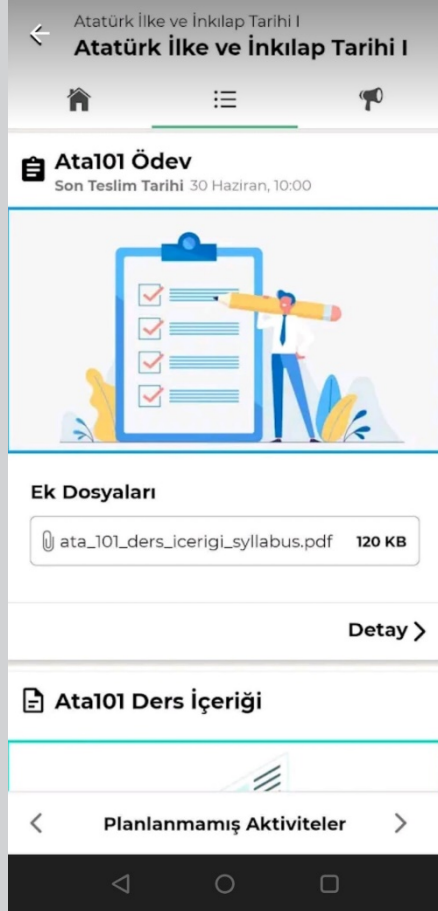 Atatürk İlke ve İnkılap Tarihi I
Atatürk İlke ve İnkılap Tarihi I
Ata101 Ödev
Son Teslim Tarihi 30 Haziran, 10:00
Ek Dosyaları
ata_101_ders_icerigi_syllabus.pdf 120 KB
Detay
Ata101 Ders İçeriği
Planlanmamış Aktiviteler